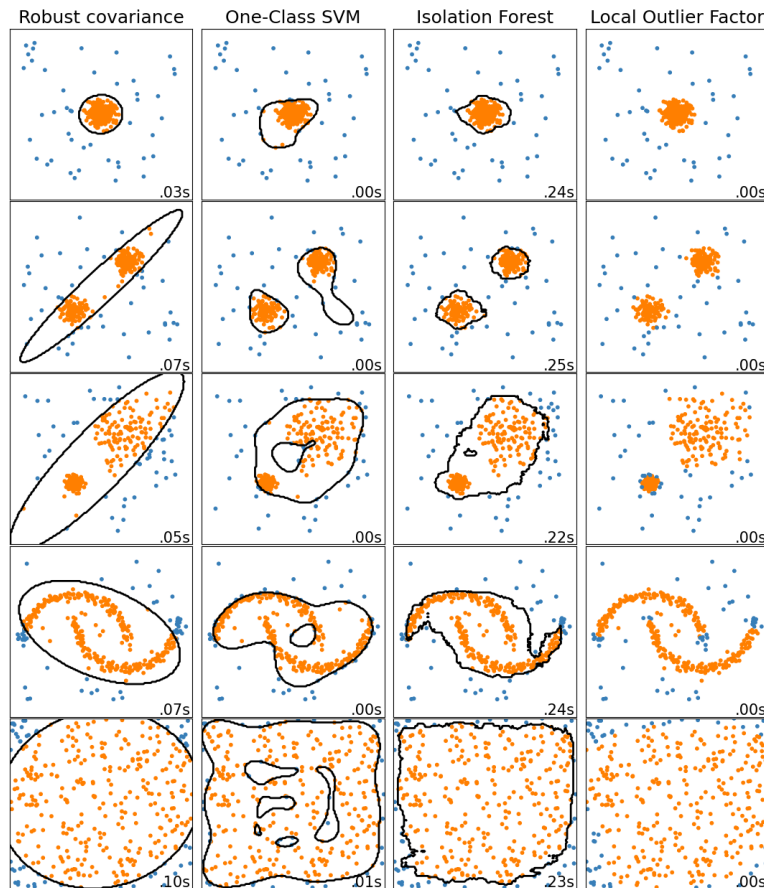 Robust covariance One-Class SVM Isolation Forest Local Outlier Factor
.03s .00s .24s .00s
.07s .00s .25s .00s
.05s .00s .22s .00s
.07s .00s .24s .00s
.10s .01s .23s .00s